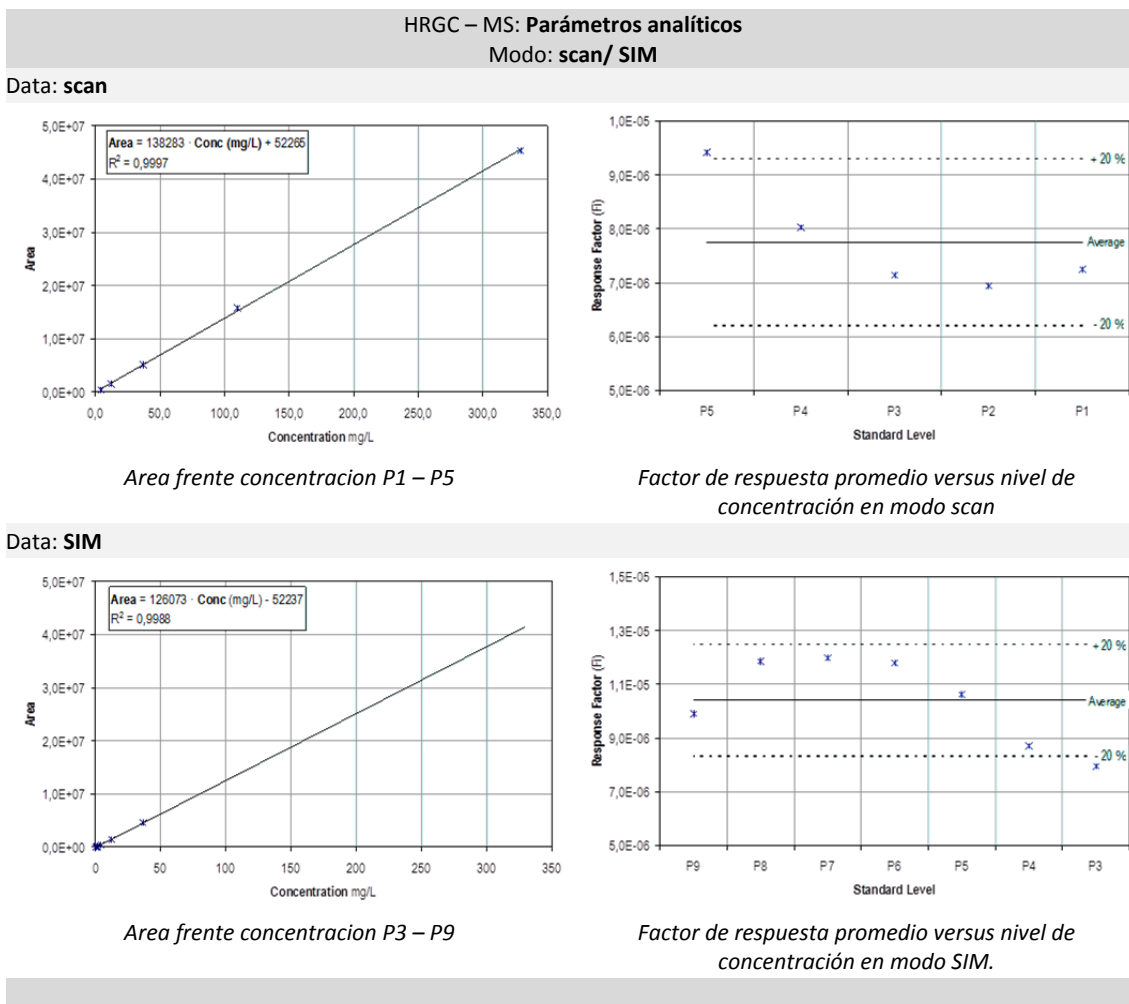 HRGC – MS: Parámetros analíticos
Modo: scan/ SIM
Data: scan
5,0E+07
4,0E+07
3,0E+07
2,0E+07
1,0E+07
0,0E+00
Area
Area = 138283 · Conc (mg/L) + 52265
R² = 0,9997
0,0 50,0 100,0 150,0 200,0 250,0 300,0 350,0
Concentration mg/L
1,0E-05
9,0E-06
8,0E-06
7,0E-06
6,0E-06
5,0E-06
Response Factor (Fi)
+ 20 %
Average
- 20 %
P5 P4 P3 P2 P1
Standard Level
Area frente concentracion P1 – P5
Factor de respuesta promedio versus nivel de
concentración en modo scan
Data: SIM
5,0E+07
4,0E+07
3,0E+07
2,0E+07
1,0E+07
0,0E+00
Area
Area = 126073 · Conc (mg/L) - 52237
R² = 0,9988
0 50 100 150 200 250 300 350
Concentration mg/L
1,5E-05
1,3E-05
1,1E-05
9,0E-06
7,0E-06
5,0E-06
Response Factor (Fi)
+ 20 %
Average
- 20 %
P9 P8 P7 P6 P5 P4 P3
Standard Level
Area frente concentracion P3 – P9
Factor de respuesta promedio versus nivel de
concentración en modo SIM.